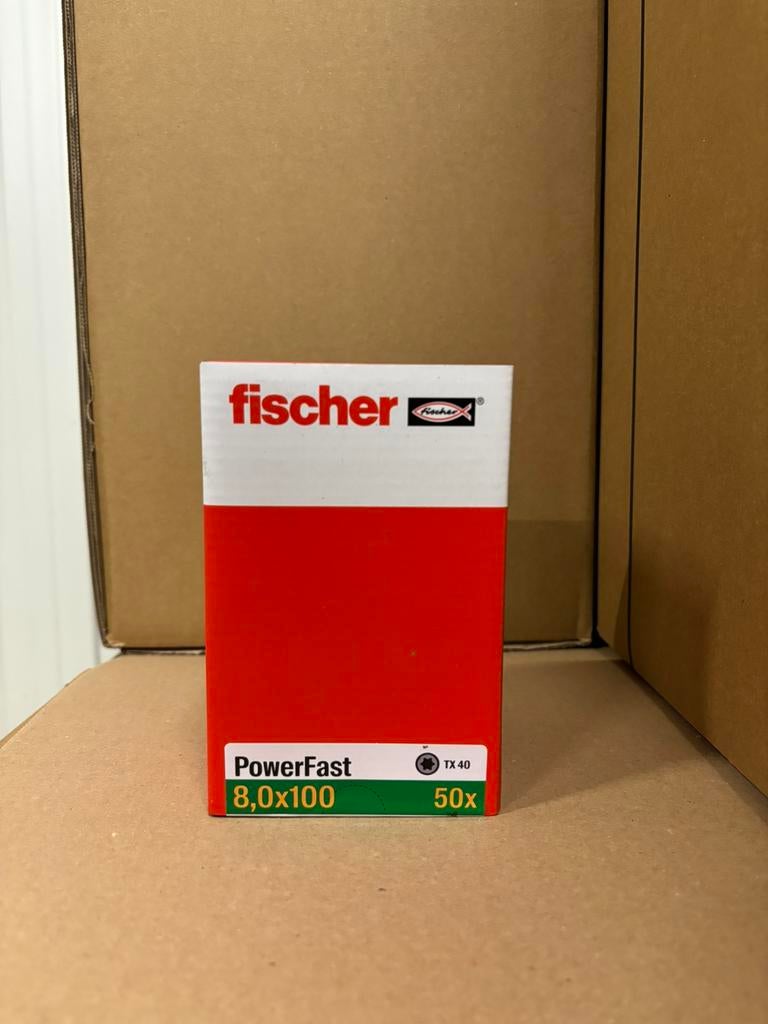 fischer fischer ®
PowerFast TX 40
8,0x100 50x